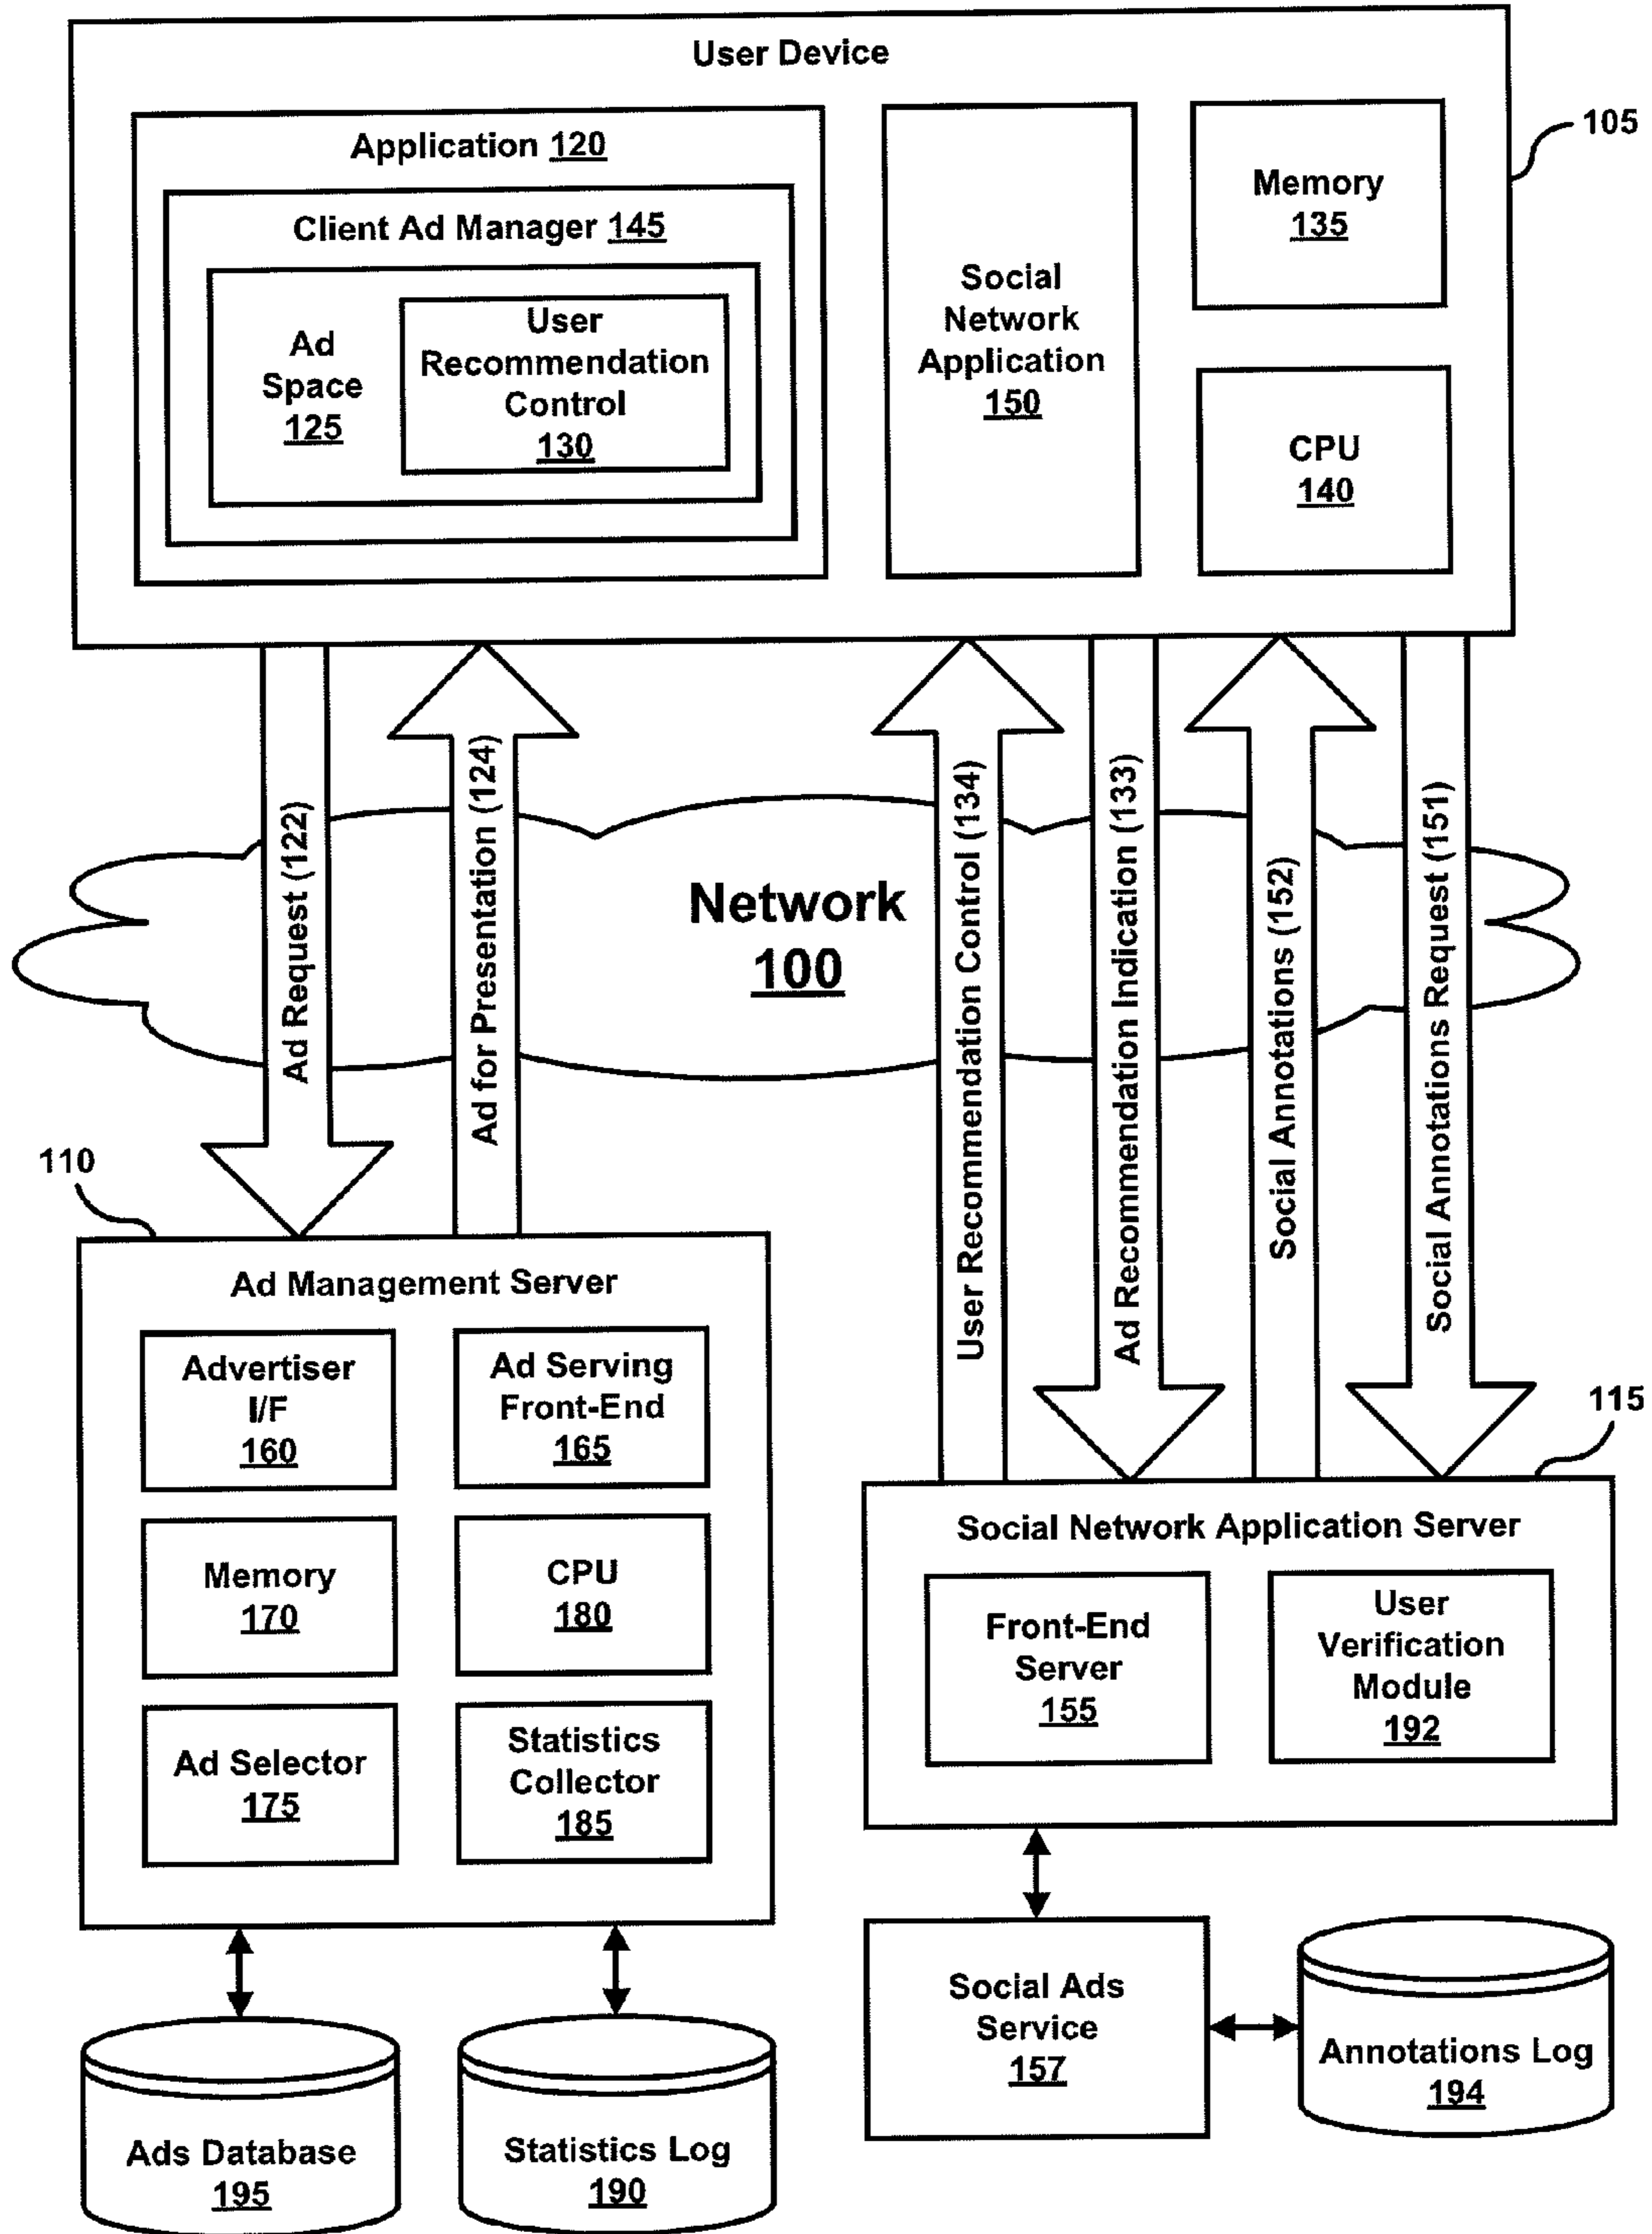 User Device
Application 120
Client Ad Manager 145
Ad
Space
125
User
Recommendation
Control
130
Social
Network
Application
150
Memory
135
CPU
140
105
Ad Request (122)
Ad for Presentation (124)
User Recommendation Control (134)
Ad Recommendation Indication (133)
Social Annotations (152)
Social Annotations Request (151)
Network
100
110
Ad Management Server
Advertiser
I/F
160
Ad Serving
Front-End
165
Memory
170
CPU
180
Ad Selector
175
Statistics
Collector
185
115
Social Network Application Server
Front-End
Server
155
User
Verification
Module
192
Ads Database
195
Statistics Log
190
Social Ads
Service
157
Annotations Log
194